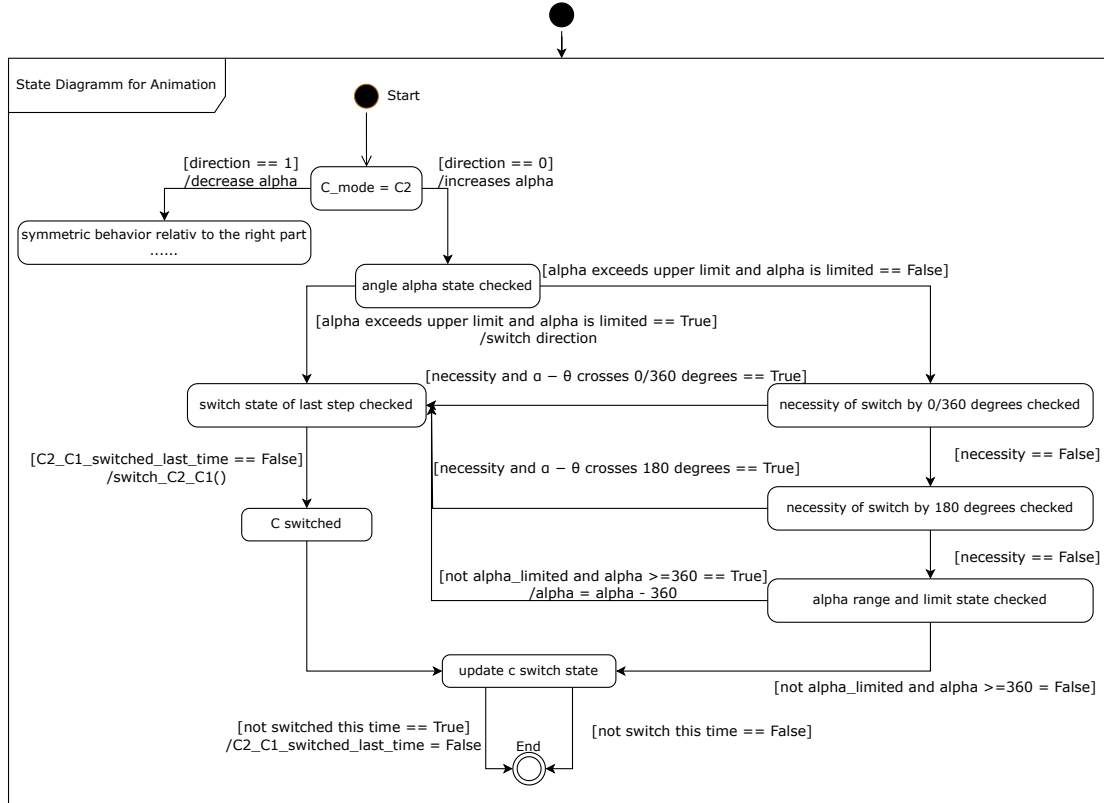 State Diagramm for Animation
Start
[direction == 1]
/decrease alpha
[direction == 0]
/increases alpha
C_mode = C2
symmetric behavior relativ to the right part
......
angle alpha state checked
[alpha exceeds upper limit and alpha is limited == False]
[alpha exceeds upper limit and alpha is limited == True]
/switch direction
[necessity and α − θ crosses 0/360 degrees == True]
switch state of last step checked
necessity of switch by 0/360 degrees checked
[C2_C1_switched_last_time == False]
/switch_C2_C1()
[necessity and α − θ crosses 180 degrees == True]
[necessity == False]
C switched
necessity of switch by 180 degrees checked
[necessity == False]
[not alpha_limited and alpha >=360 == True]
/alpha = alpha - 360
alpha range and limit state checked
update c switch state
[not alpha_limited and alpha >=360 = False]
[not switched this time == True]
/C2_C1_switched_last_time = False
[not switch this time == False]
End